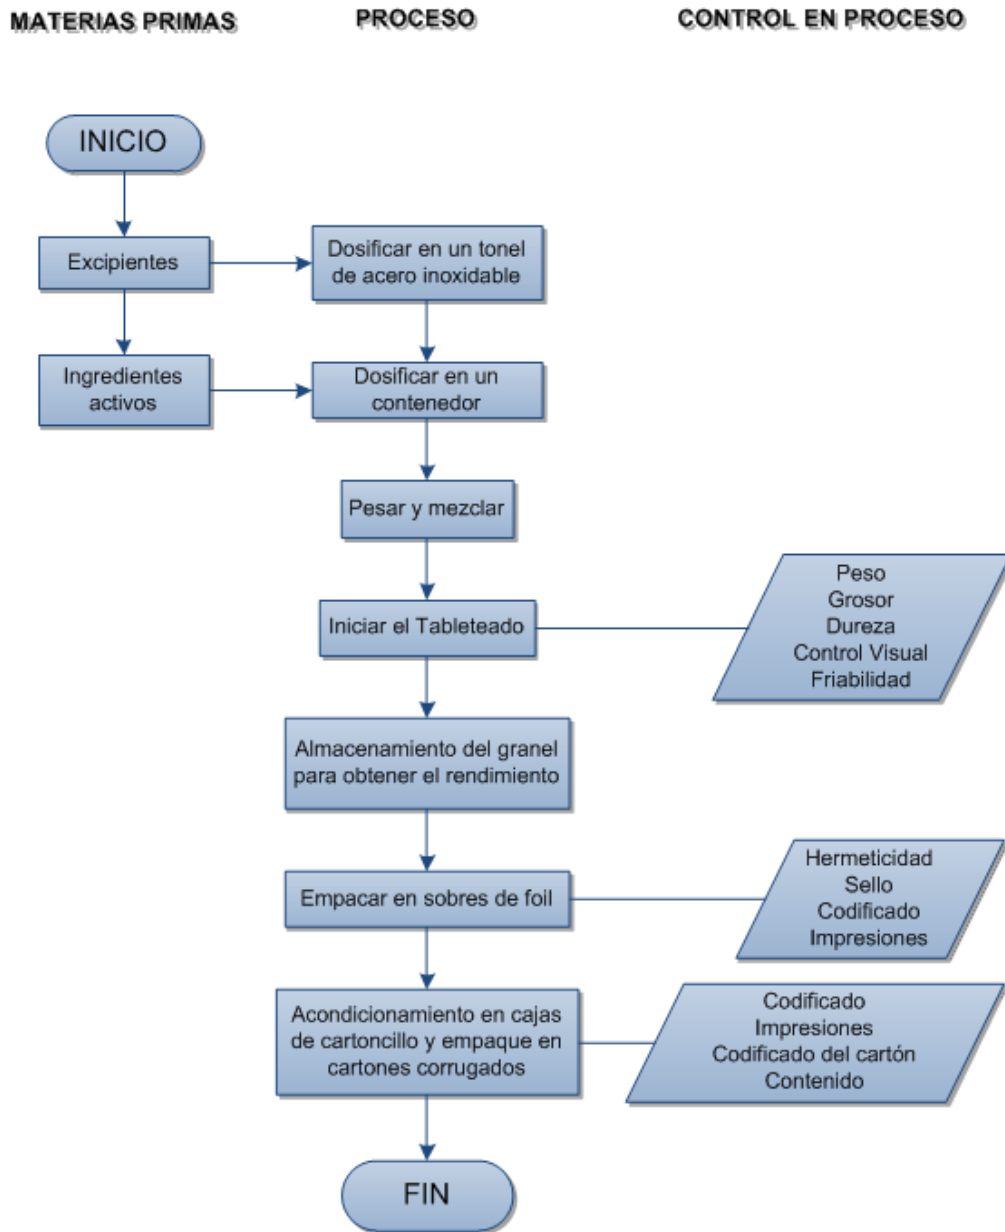 MATERIAS PRIMAS
PROCESO
CONTROL EN PROCESO
INICIO
Excipientes
Dosificar en un tonel
de acero inoxidable
Ingredientes
activos
Dosificar en un
contenedor
Pesar y mezclar
Iniciar el Tableteado
Peso
Grosor
Dureza
Control Visual
Friabilidad
Almacenamiento del granel
para obtener el rendimiento
Empacar en sobres de foil
Hermeticidad
Sello
Codificado
Impresiones
Acondicionamiento en cajas
de cartoncillo y empaque en
cartones corrugados
Codificado
Impresiones
Codificado del cartón
Contenido
FIN